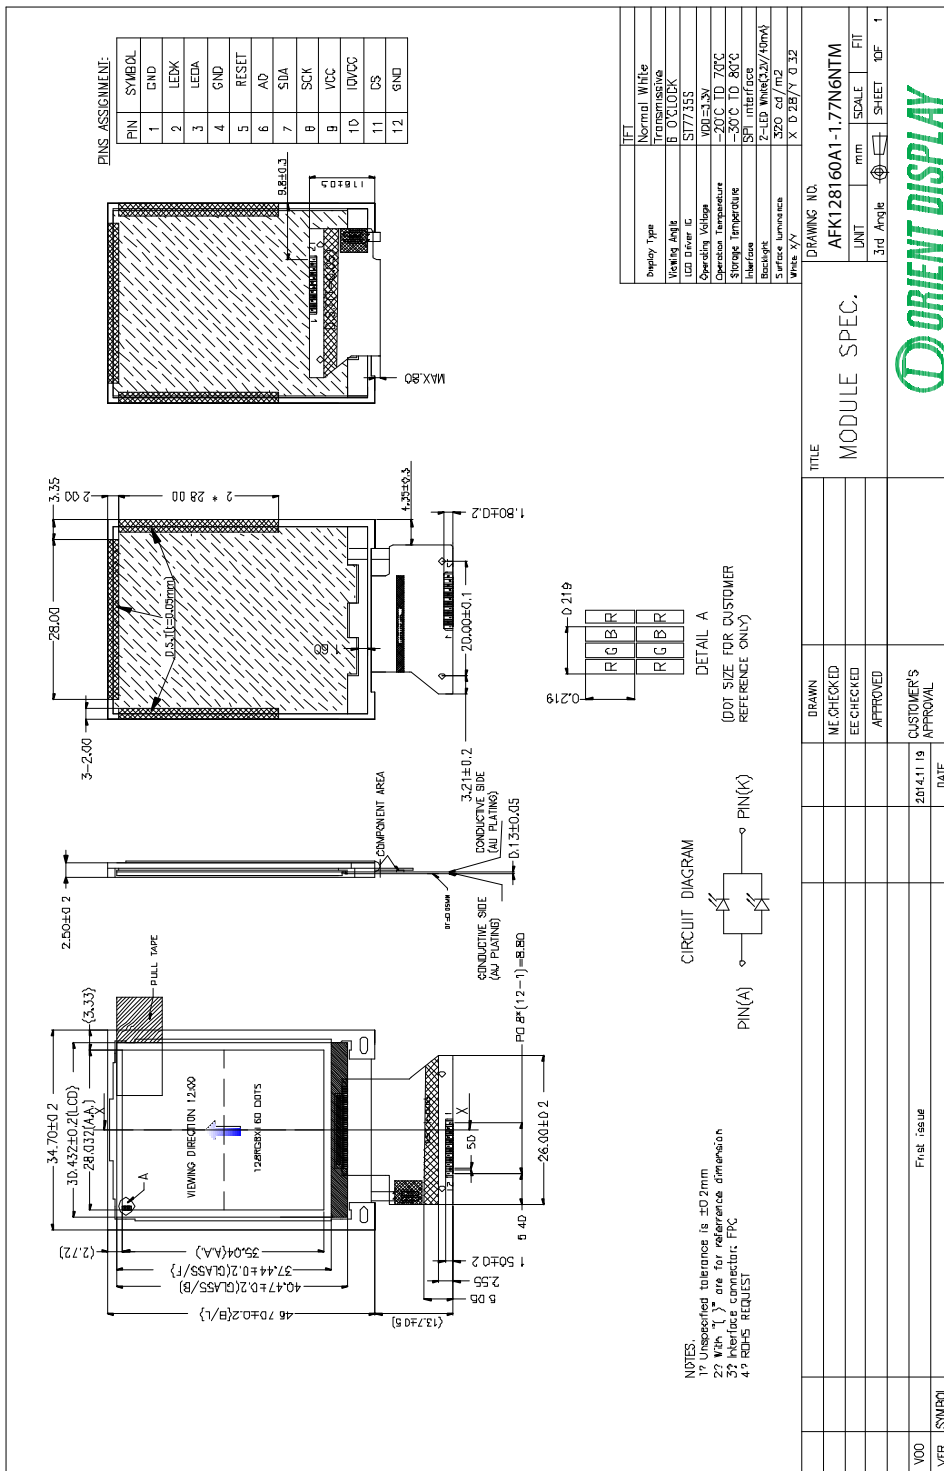 PINS ASSIGNMENT:
PIN SYMBOL
1 GND
2 LEDK
3 LEDA
4 GND
5 RESET
6 AO
7 SDA
8 SCK
9 VCC
10 IOVCC
11 CS
12 GND
9.8±0.3
11.8±0.5
MAX.80
3.35
2.00
2 * 28.00
28.00
D.S.T(t=0.05mm)
1.00
3-2.00
4.35±0.3
1.80±0.2
20.00±0.1
3.21±0.2
2.50±0.2
COMPONENT AREA
CONDUCTIVE SIDE
(AU PLATING)
0.13±0.05
CONDUCTIVE SIDE
(AU PLATING)
34.70±0.2
30.432±0.2(LCD)
28.032(A.A.)
(3.33)
PULL TAPE
X
A
VIEWING DIRECTION 12:00
128RGBX160 DOTS
(2.72)
35.04(A.A.)
37.44±0.2(GLASS/F)
40.47±0.2(GLASS/B)
46.70±0.2(B/L)
(13.7±0.5)
P0.8*(12-1)=8.80
X
26.00±0.2
1.50±0.2
2.55
5.05
0.219
0.219
R G B R
R G B R
DETAIL A
(DOT SIZE FOR CUSTOMER
REFERENCE ONLY)
CIRCUIT DIAGRAM
PIN(A)
PIN(K)
NOTES.
1? Unspecified tolerance is ±0.2mm
2? With "( )" are for referrence dimension
3? Interface connector: FPC
4? ROHS REQUEST
TFT
Display Type Normal White
Transmissive
Viewing Angle 6 O'CLOCK
LCD Driver IC ST7735S
Operating Voltage VDD=3.3V
Operation Temperature -20°C TO 70°C
Storage Temperature -30°C TO 80°C
Interface SPI interface
Backlight 2-LED White(3.2V/40mA)
Surface luminance 320 cd/m2
White X/Y X 0.28/Y 0.32
DRAWING NO.
AFK128160A1-1.77N6NTM
UNIT mm SCALE FIT
3rd Angle SHEET 1OF 1
TITLE
MODULE SPEC.
ORIENT DISPLAY
DRAWN
ME.CHECKED
EE CHECKED
APPROVED
CUSTOMER'S
APPROVAL
V00 Frist issue 2014.11.19
VER SYMBOL DATE